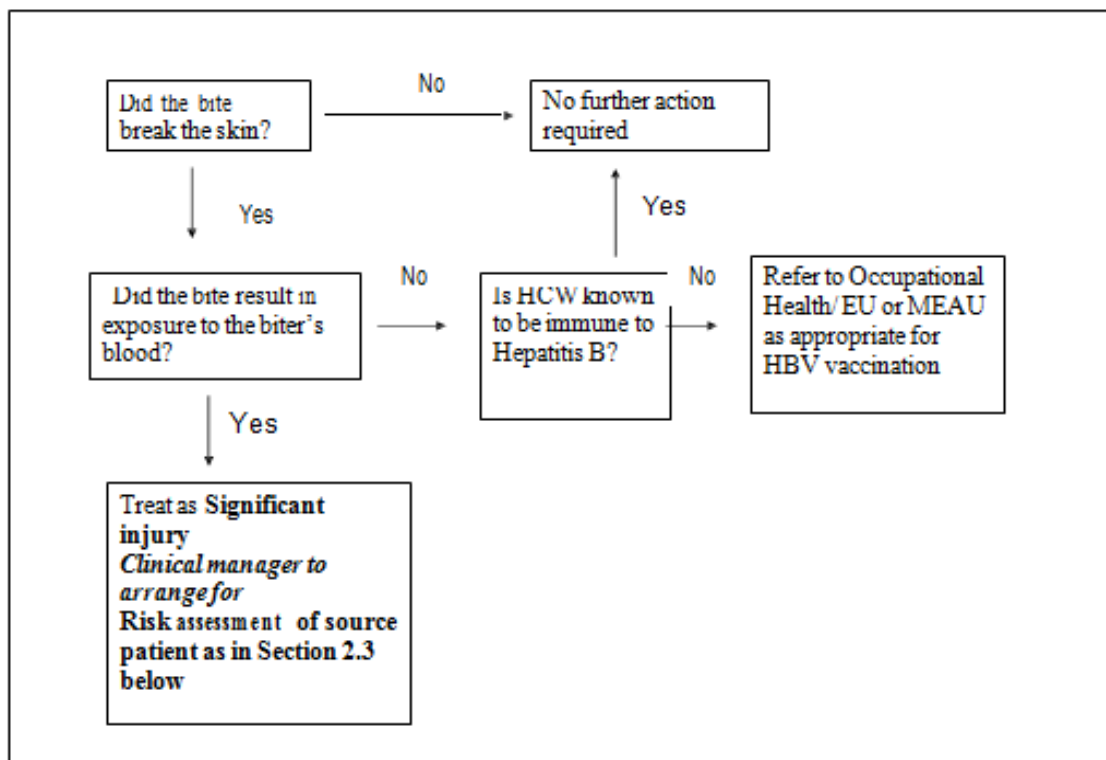 No
Did the bite
break the skin?
No further action
required
Yes
Yes
Did the bite result in
exposure to the biter's
blood?
No
Is HCW known
to be immune to
Hepatitis B?
No
Refer to Occupational
Health/ EU or MEAU
as appropriate for
HBV vaccination
Yes
Treat as Significant
injury
Clinical manager to
arrange for
Risk assessment of source
patient as in Section 2.3
below